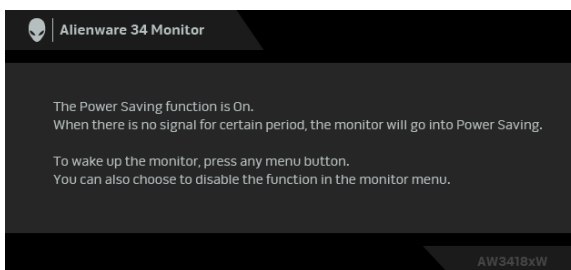 Alienware 34 Monitor
The Power Saving function is On.
When there is no signal for certain period, the monitor will go into Power Saving.
To wake up the monitor, press any menu button.
You can also choose to disable the function in the monitor menu.
AW3418xW